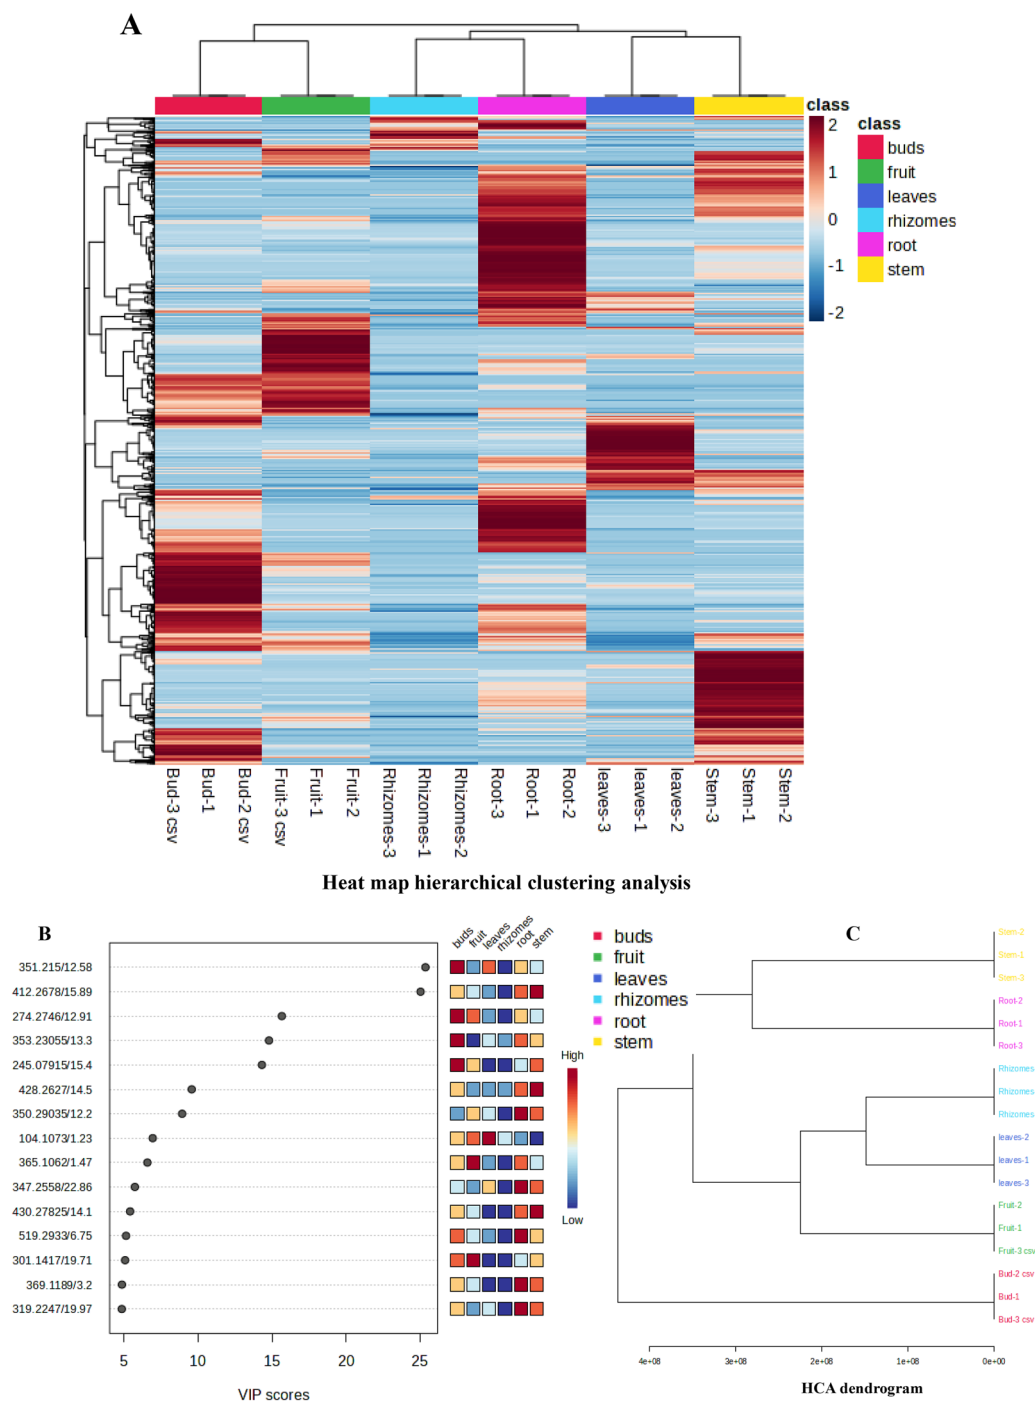 A
class
2
1
0
-1
-2
class
buds
fruit
leaves
rhizomes
root
stem
Bud-3 csv
Bud-1
Bud-2 csv
Fruit-3 csv
Fruit-1
Fruit-2
Rhizomes-3
Rhizomes-1
Rhizomes-2
Root-3
Root-1
Root-2
leaves-3
leaves-1
leaves-2
Stem-3
Stem-1
Stem-2
Heat map hierarchical clustering analysis
B
buds
fruit
leaves
rhizomes
root
stem
351.215/12.58
412.2678/15.89
274.2746/12.91
353.23055/13.3
245.07915/15.4
428.2627/14.5
350.29035/12.2
104.1073/1.23
365.1062/1.47
347.2558/22.86
430.27825/14.1
519.2933/6.75
301.1417/19.71
369.1189/3.2
319.2247/19.97
5
10
15
20
25
VIP scores
High
Low
buds
fruit
leaves
rhizomes
root
stem
C
Stem-2
Stem-1
Stem-3
Root-2
Root-1
Root-3
Rhizomes
Rhizomes
Rhizomes
leaves-2
leaves-1
leaves-3
Fruit-2
Fruit-1
Fruit-3 csv
Bud-2 csv
Bud-1
Bud-3 csv
4e+08
3e+08
2e+08
1e+08
0e+00
HCA dendrogram